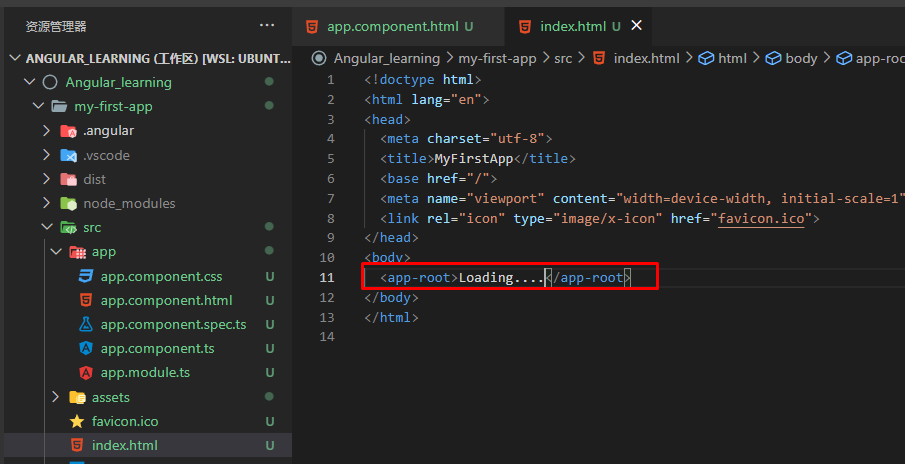 资源管理器 ···
ANGULAR_LEARNING (工作区) [WSL: UBUNT...
Angular_learning
my-first-app
.angular
.vscode
dist
node_modules
src
app
app.component.css U
app.component.html U
app.component.spec.ts U
app.component.ts U
app.module.ts U
assets
favicon.ico U
index.html U
app.component.html U index.html U
Angular_learning > my-first-app > src > index.html > html > body > app-roo
1 <!doctype html>
2 <html lang="en">
3 <head>
4 <meta charset="utf-8">
5 <title>MyFirstApp</title>
6 <base href="/">
7 <meta name="viewport" content="width=device-width, initial-scale=1"
8 <link rel="icon" type="image/x-icon" href="favicon.ico">
9 </head>
10 <body>
11 <app-root>Loading....</app-root>
12 </body>
13 </html>
14